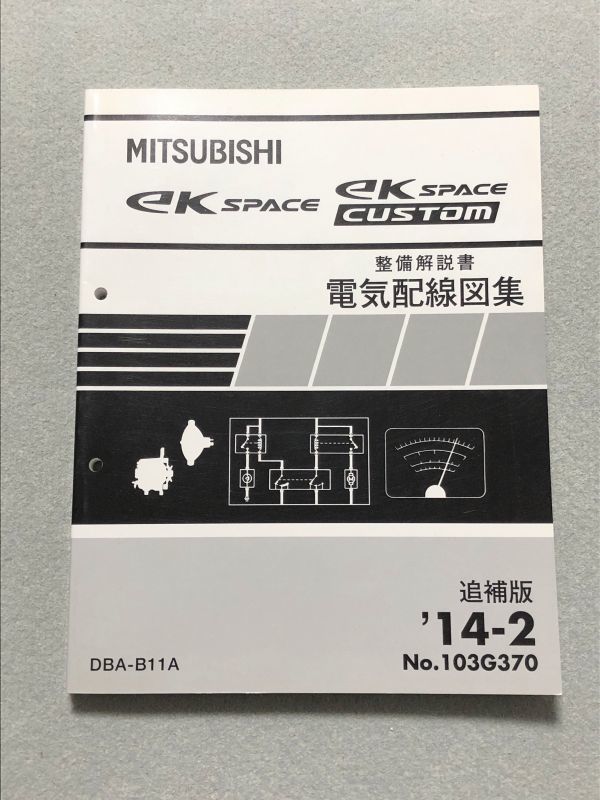 MITSUBISHI
eK SPACE
eK SPACE
CUSTOM
整備解説書
電気配線図集
追補版
'14-2
DBA-B11A
No.103G370